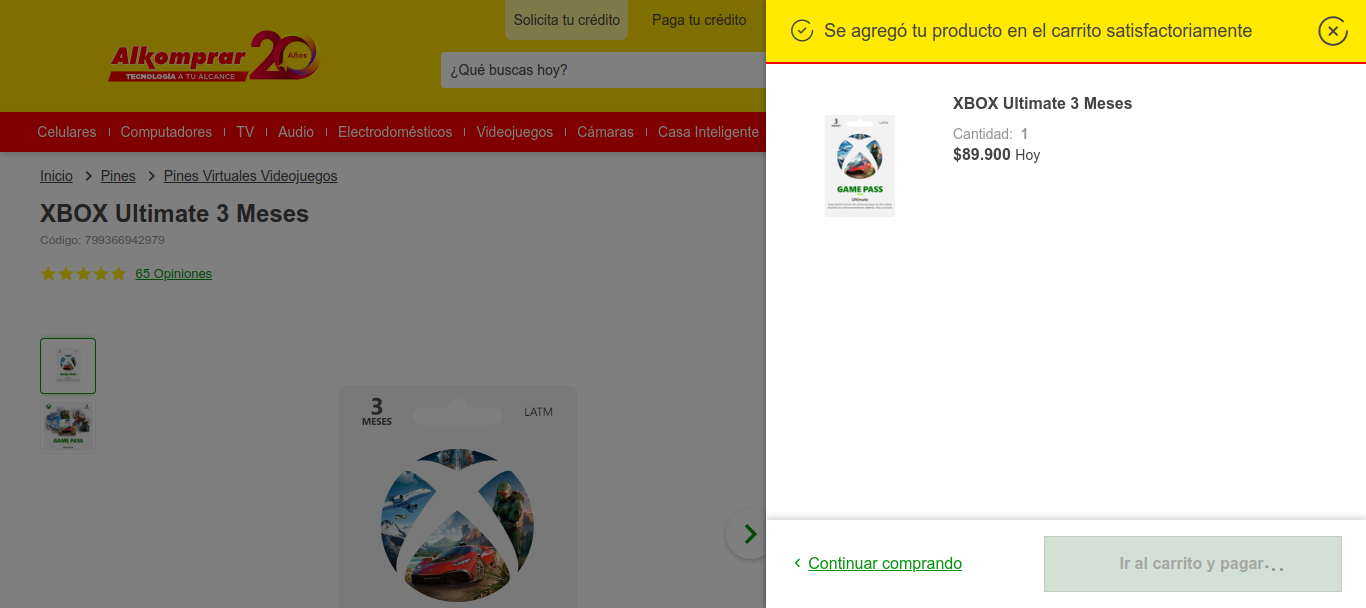 Solicita tu crédito
Paga tu crédito
Alkomprar 20 Años
TECNOLOGÍA A TU ALCANCE
¿Qué buscas hoy?
Celulares
Computadores
TV
Audio
Electrodomésticos
Videojuegos
Cámaras
Casa Inteligente
Inicio
Pines
Pines Virtuales Videojuegos
XBOX Ultimate 3 Meses
Código: 799366942979
65 Opiniones
3
MESES
LATM
GAME PASS
Se agregó tu producto en el carrito satisfactoriamente
XBOX Ultimate 3 Meses
Cantidad: 1
$89.900 Hoy
3
LATM
GAME PASS
Ultimate
Continuar comprando
Ir al carrito y pagar...